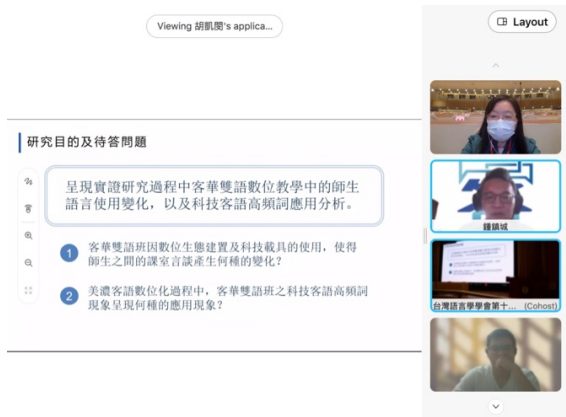 Viewing 胡凱閔's applica...
Layout
研究目的及待答問題
呈現實證研究過程中客華雙語數位教學中的師生
語言使用變化，以及科技客語高頻詞應用分析。
1 客華雙語班因數位生態建置及科技載具的使用，使得
師生之間的課室言談產生何種的變化？
2 美濃客語數位化過程中，客華雙語班之科技客語高頻詞
現象呈現何種的應用現象？
鍾鎮城
台灣語言學學會第十... (Cohost)